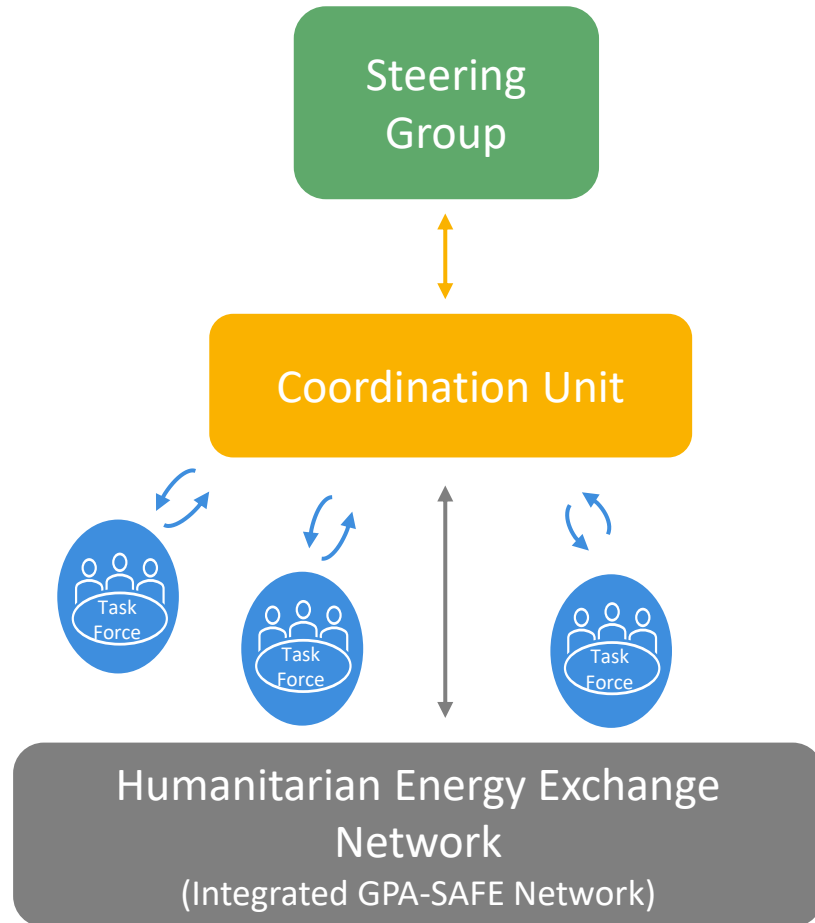 Steering
Group
Coordination Unit
Task
Force
Task
Force
Task
Force
Humanitarian Energy Exchange
Network
(Integrated GPA-SAFE Network)